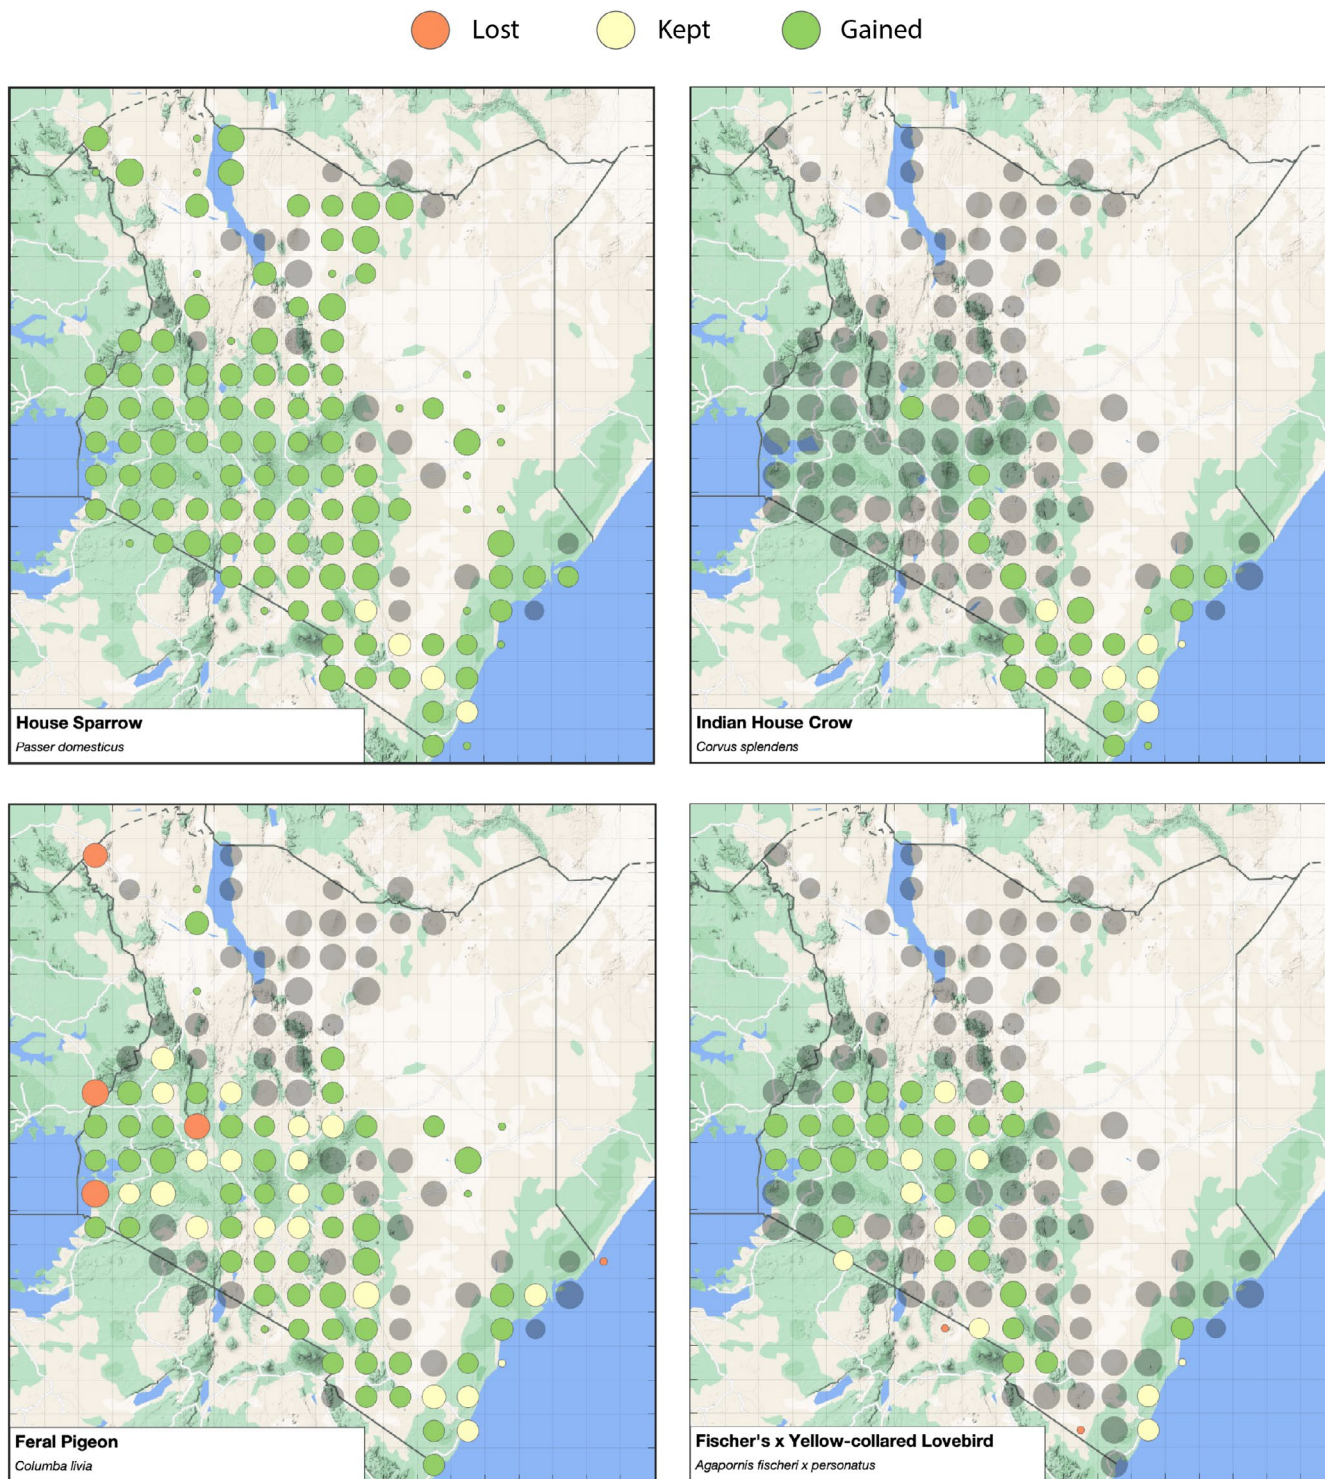 Lost Kept Gained
House Sparrow
Passer domesticus
Indian House Crow
Corvus splendens
Feral Pigeon
Columba livia
Fischer's x Yellow-collared Lovebird
Agapornis fischeri x personatus